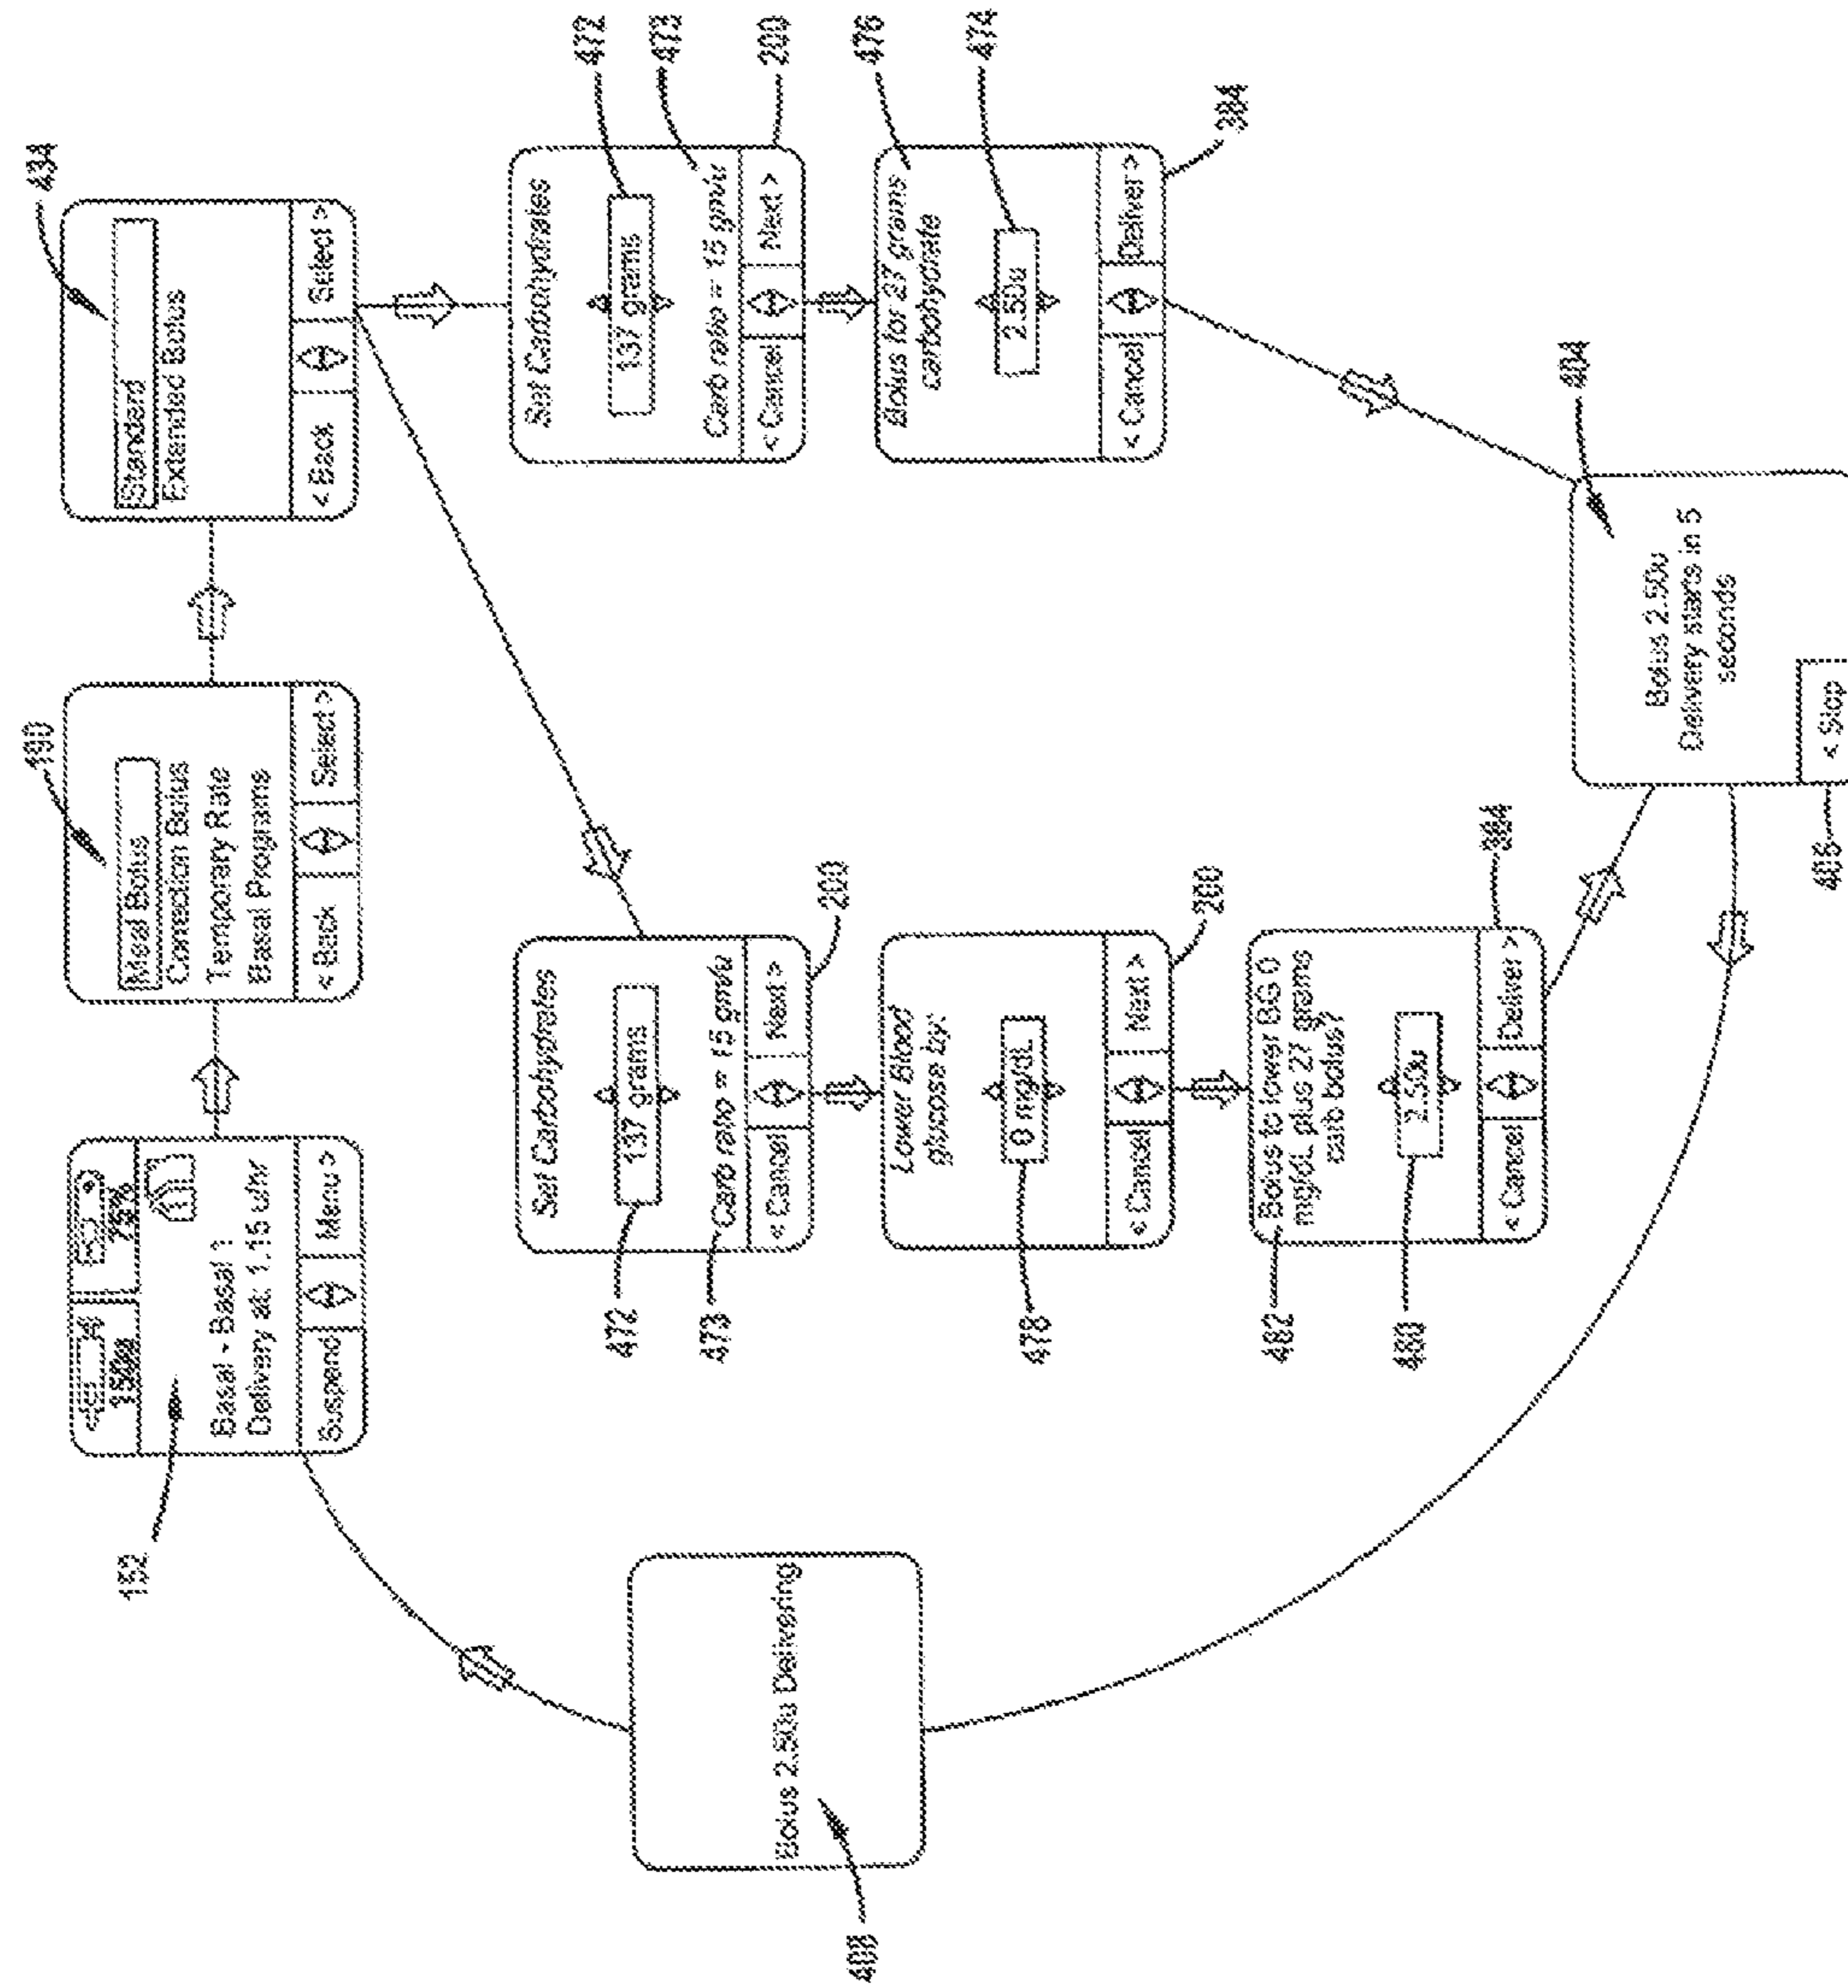 152
150u
75%
Basal - Basal 1
Delivery at: 1.15 u/hr
Suspend
Menu >
190
Meal Bolus
Correction Bolus
Temporary Rate
Basal Programs
< Back
Select >
434
Standard
Extended Bolus
< Back
Select >
472
Set Carbohydrates
137 grams
473
Carb ratio = 15 gm/u
< Cancel
Next >
200
Set Carbohydrates
472
137 grams
473
Carb ratio = 15 gm/u
< Cancel
Next >
200
Lower Blood
glucose by:
478
0 mg/dL
< Cancel
Next >
200
476
carbohydrate
474
2.50u
< Cancel
Deliver >
384
482
Bolus to lower BG 0
mg/dL plus 27 grams
carb bolus?
480
2.50u
< Cancel
Deliver >
384
408
Bolus 2.50u Delivering
404
Bolus 2.50u
Delivery starts in 5
seconds
< Stop